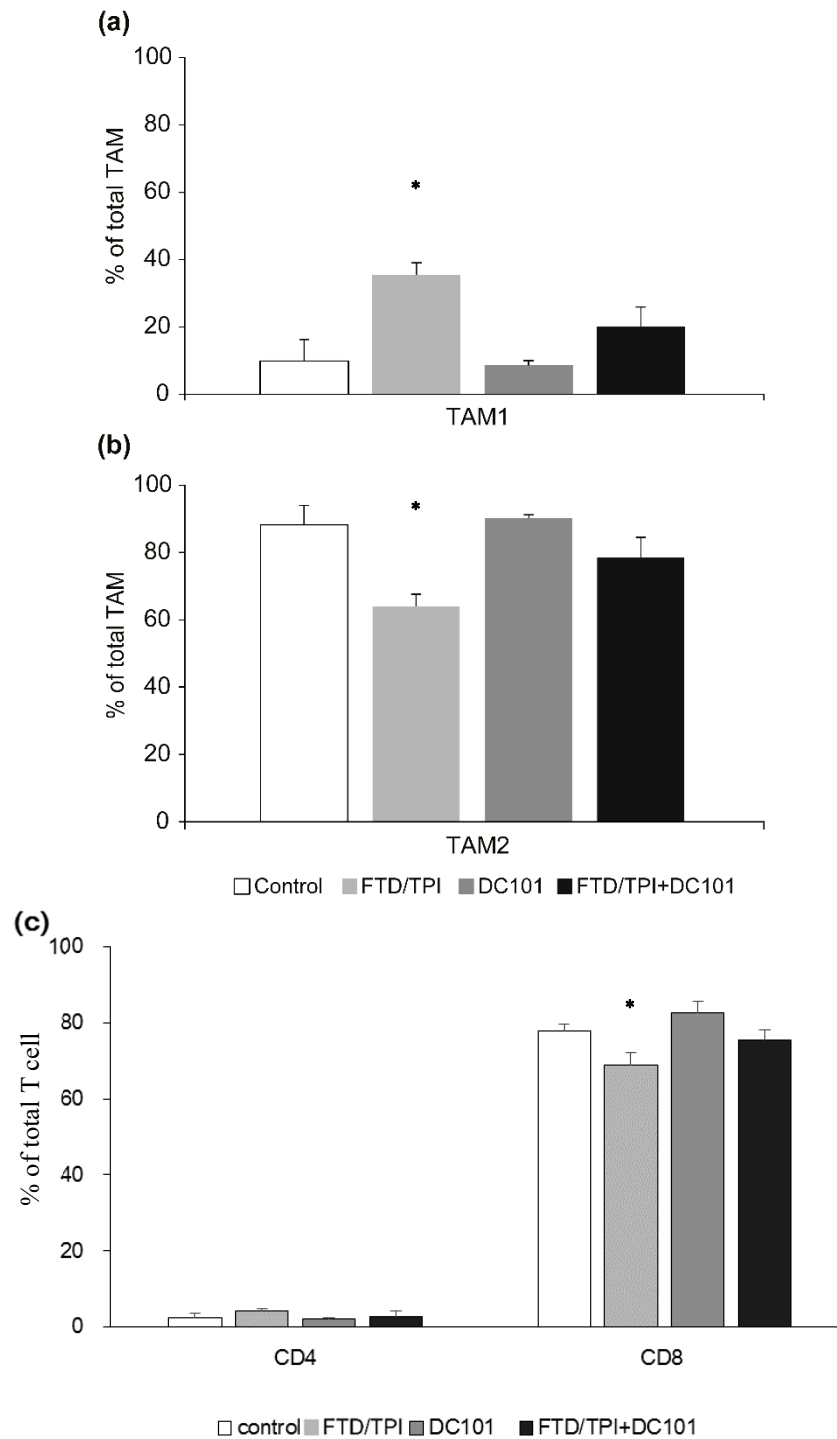 (a)
100
80
60
40
20
0
% of total TAM
*
TAM1
(b)
100
80
60
40
20
0
% of total TAM
*
TAM2
Control FTD/TPI DC101 FTD/TPI+DC101
(c)
100
80
60
40
20
0
% of total T cell
*
CD4 CD8
control FTD/TPI DC101 FTD/TPI+DC101